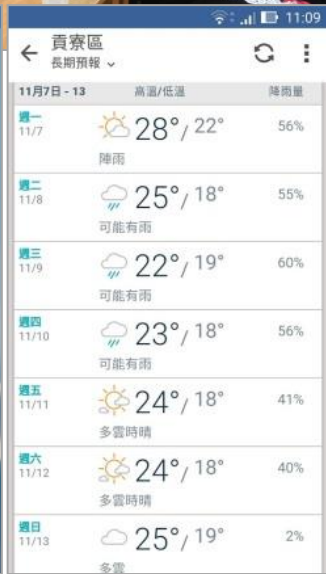 11:09
貢寮區
長期預報
11月7日 - 13 高溫/低溫 降雨量
週一 28°/ 22° 56%
11/7
陣雨
週二 25°/ 18° 55%
11/8
可能有雨
週三 22°/ 19° 60%
11/9
可能有雨
週四 23°/ 18° 56%
11/10
可能有雨
週五 24°/ 18° 41%
11/11
多雲時晴
週六 24°/ 18° 40%
11/12
多雲時晴
週日 25°/ 19° 2%
11/13
多雲